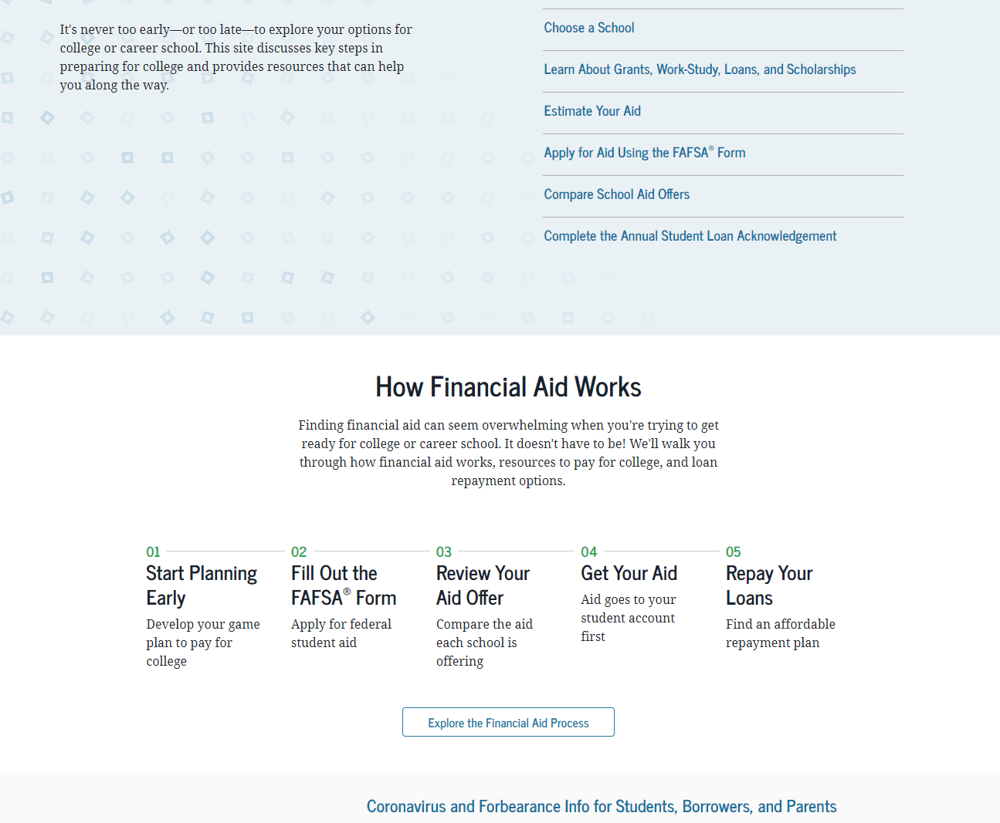 It's never too early—or too late—to explore your options for
college or career school. This site discusses key steps in
preparing for college and provides resources that can help
you along the way.
Choose a School
Learn About Grants, Work-Study, Loans, and Scholarships
Estimate Your Aid
Apply for Aid Using the FAFSA® Form
Compare School Aid Offers
Complete the Annual Student Loan Acknowledgement
How Financial Aid Works
Finding financial aid can seem overwhelming when you're trying to get
ready for college or career school. It doesn't have to be! We'll walk you
through how financial aid works, resources to pay for college, and loan
repayment options.
01
Start Planning
Early
Develop your game
plan to pay for
college
02
Fill Out the
FAFSA® Form
Apply for federal
student aid
03
Review Your
Aid Offer
Compare the aid
each school is
offering
04
Get Your Aid
Aid goes to your
student account
first
05
Repay Your
Loans
Find an affordable
repayment plan
Explore the Financial Aid Process
Coronavirus and Forbearance Info for Students, Borrowers, and Parents